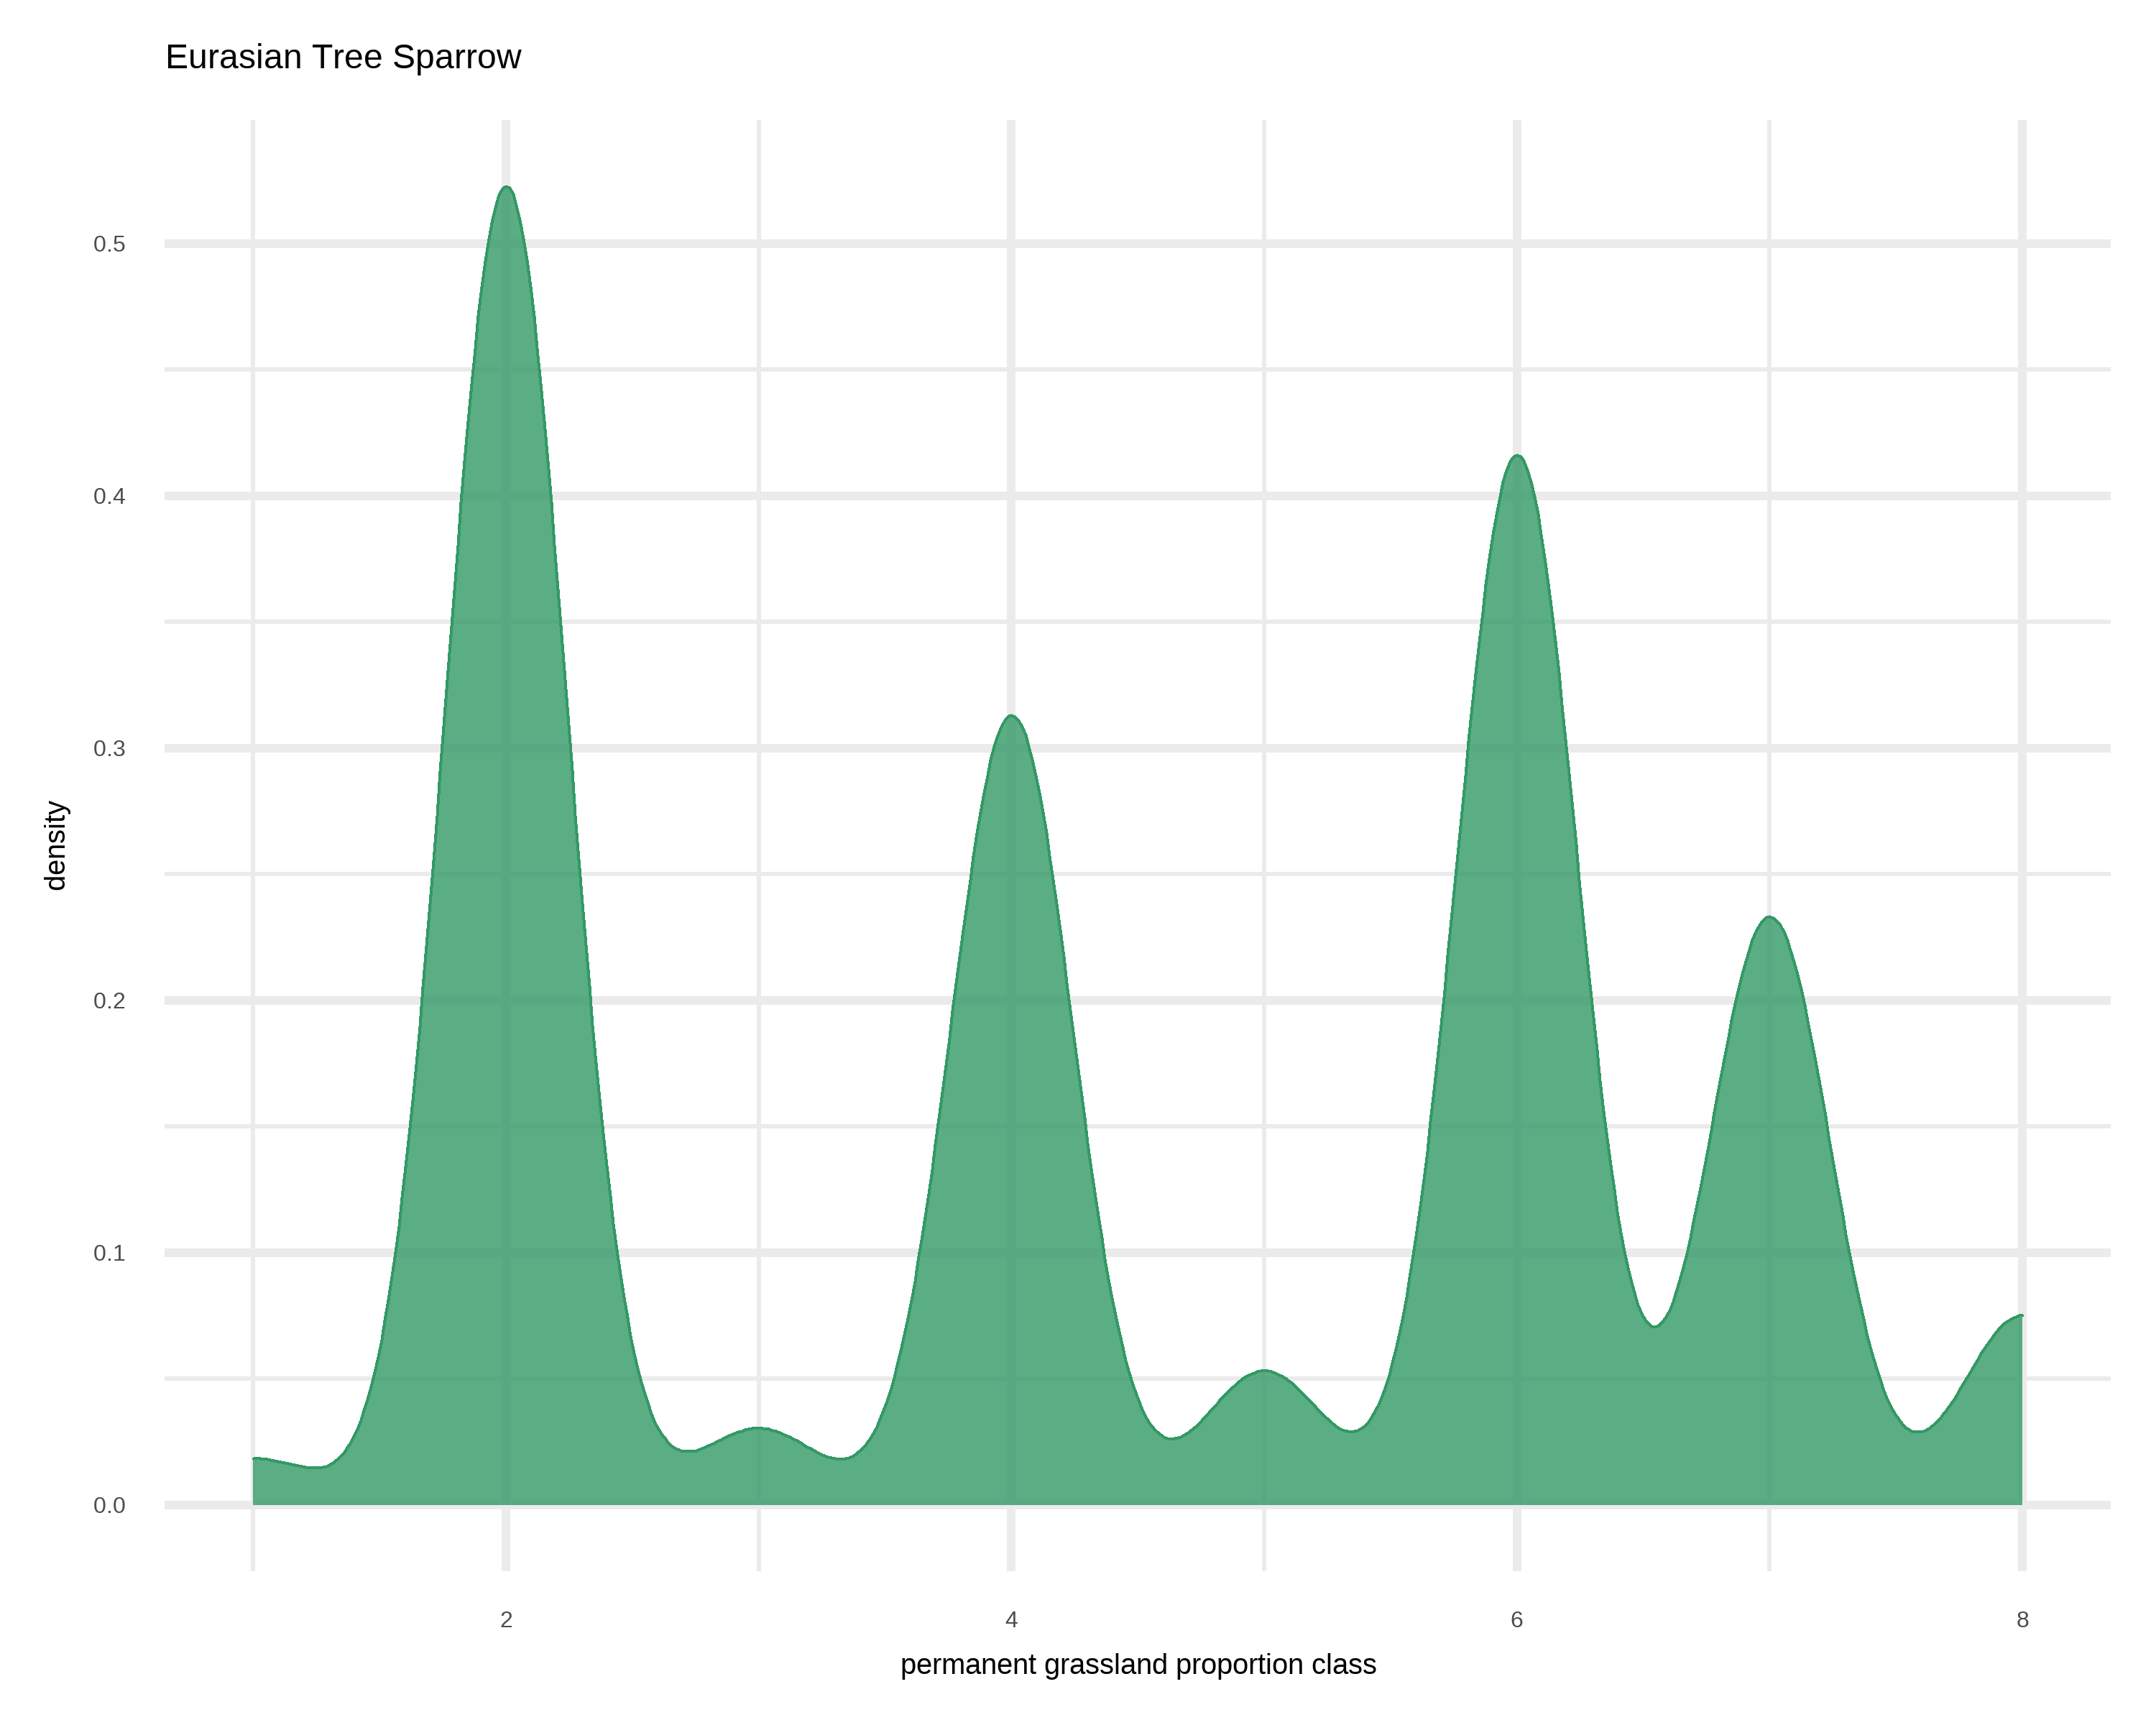 Eurasian Tree Sparrow
0.5
0.4
0.3
density
0.2
0.1
0.0
2 4 6 8
permanent grassland proportion class